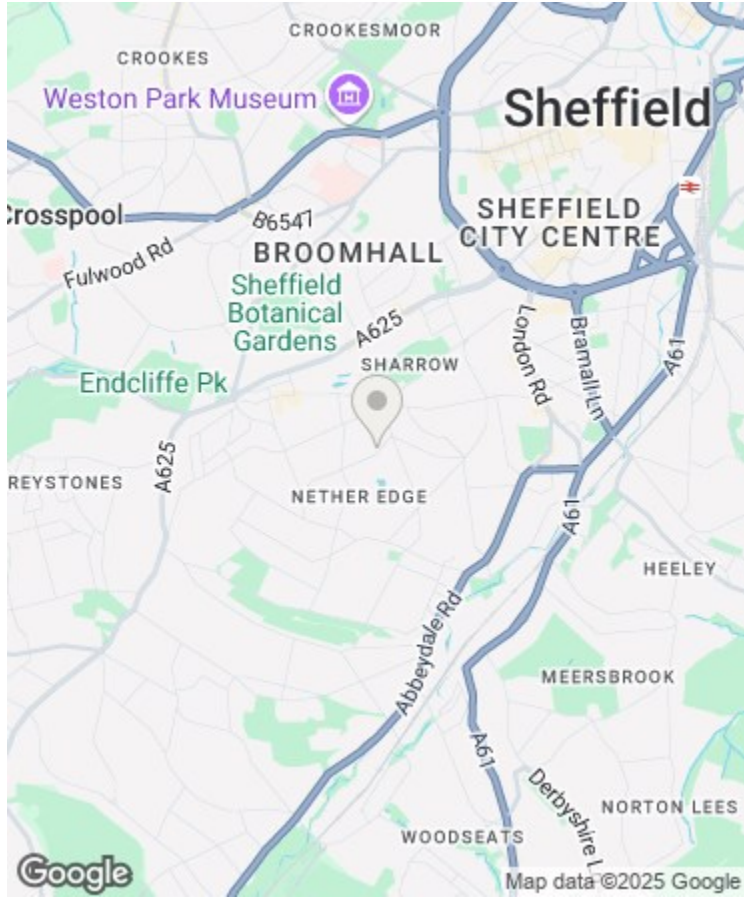 CROOKESMOOR
CROOKES
Weston Park Museum
Sheffield
Crosspool
B6547
SHEFFIELD
CITY CENTRE
Fulwood Rd
BROOMHALL
Sheffield
Botanical
Gardens
A625
London Rd
Bramall Ln
A61
SHARROW
Endcliffe Pk
A625
REYSTONES
NETHER EDGE
A61
HEELEY
Abbeydale Rd
MEERSBROOK
A61
Derbyshire L
NORTON LEES
WOODSEATS
Google
Map data ©2025 Google